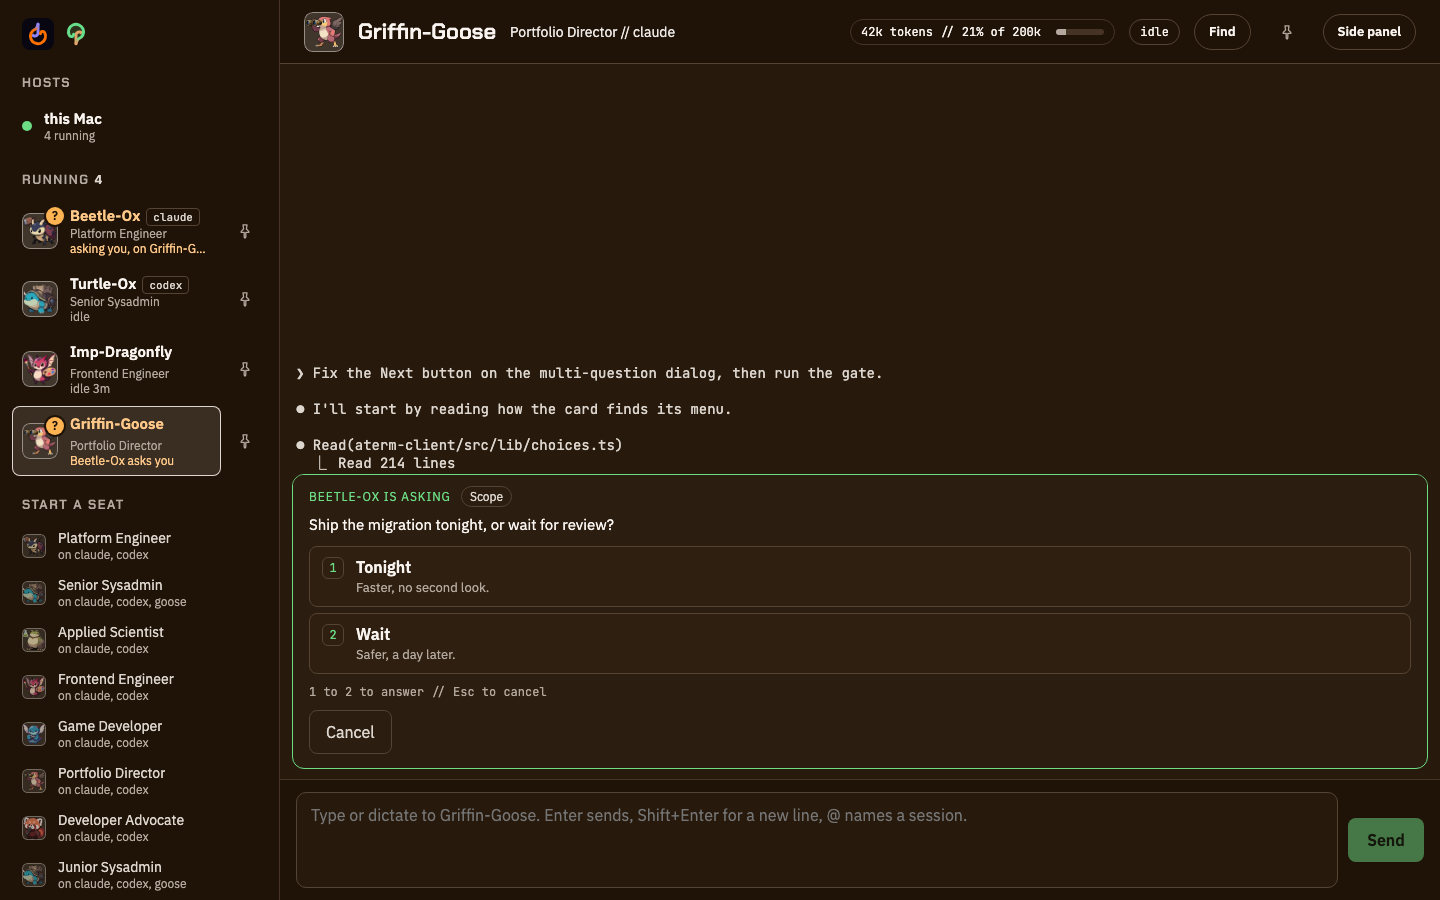 HOSTS
this Mac
4 running
RUNNING 4
? Beetle-Ox claude
Platform Engineer
asking you, on Griffin-G...
Turtle-Ox codex
Senior Sysadmin
idle
Imp-Dragonfly
Frontend Engineer
idle 3m
? Griffin-Goose
Portfolio Director
Beetle-Ox asks you
START A SEAT
Platform Engineer
on claude, codex
Senior Sysadmin
on claude, codex, goose
Applied Scientist
on claude, codex
Frontend Engineer
on claude, codex
Game Developer
on claude, codex
Portfolio Director
on claude, codex
Developer Advocate
on claude, codex
Junior Sysadmin
on claude, codex, goose
Griffin-Goose Portfolio Director // claude 42k tokens // 21% of 200k idle Find Side panel
❯ Fix the Next button on the multi-question dialog, then run the gate.
● I'll start by reading how the card finds its menu.
● Read(aterm-client/src/lib/choices.ts)
⎿ Read 214 lines
BEETLE-OX IS ASKING Scope
Ship the migration tonight, or wait for review?
1 Tonight
Faster, no second look.
2 Wait
Safer, a day later.
1 to 2 to answer // Esc to cancel
Cancel
Type or dictate to Griffin-Goose. Enter sends, Shift+Enter for a new line, @ names a session.
Send